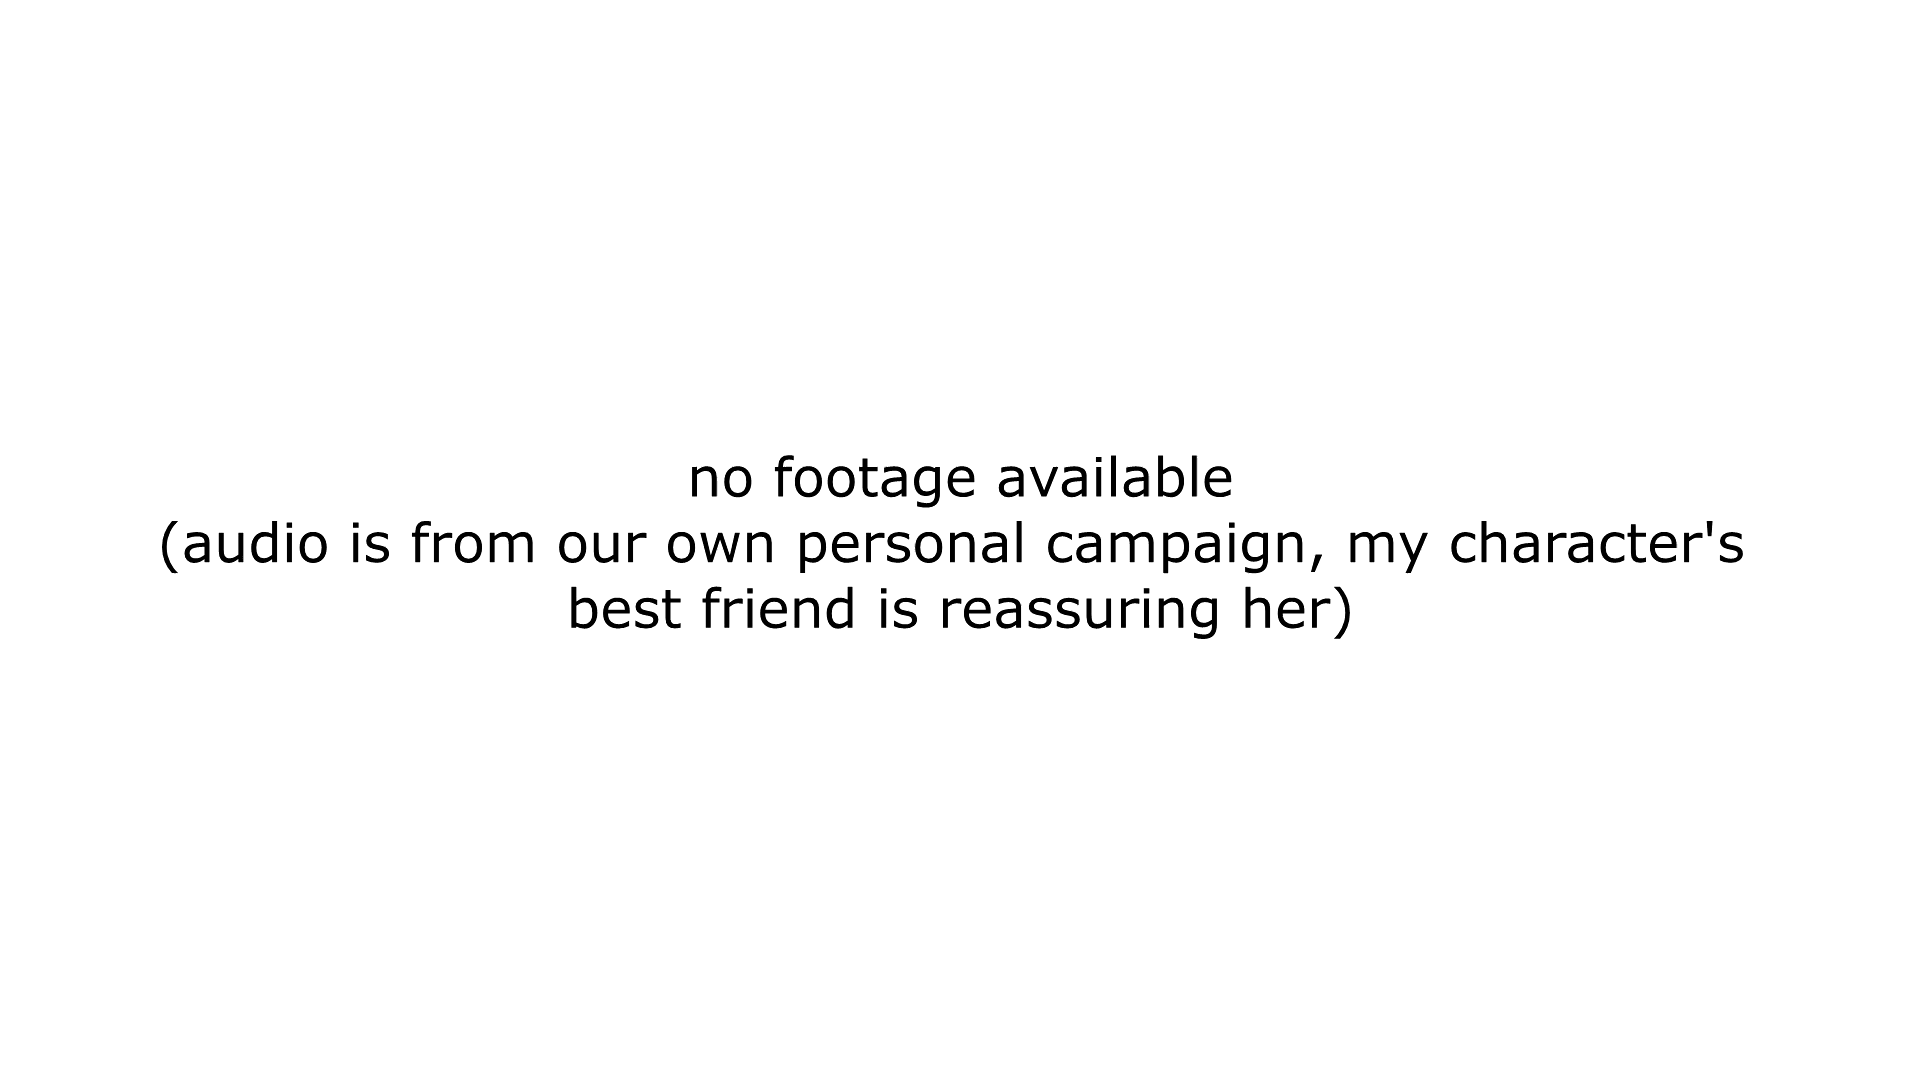 no footage available
(audio is from our own personal campaign, my character's
best friend is reassuring her)